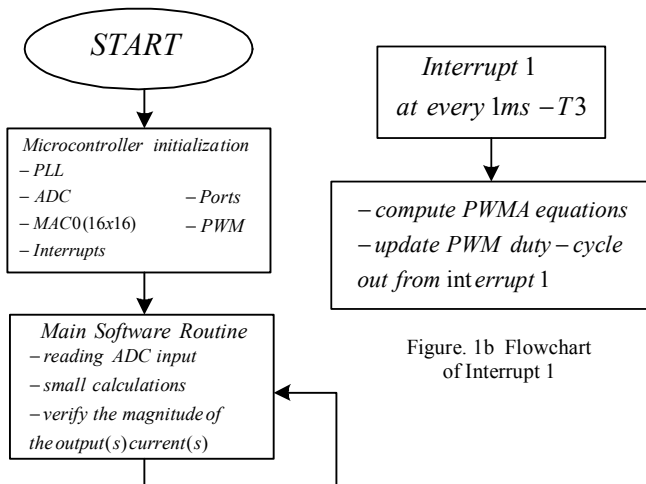 START
Microcontroller initialization
– PLL
– ADC – Ports
– MAC0(16x16) – PWM
– Interrupts
Main Software Routine
– reading ADC input
– small calculations
– verify the magnitude of
the output(s) current(s)
Interrupt 1
at every 1ms – T3
– compute PWMA equations
– update PWM duty – cycle
out from interrupt 1
Figure. 1b Flowchart
of Interrupt 1